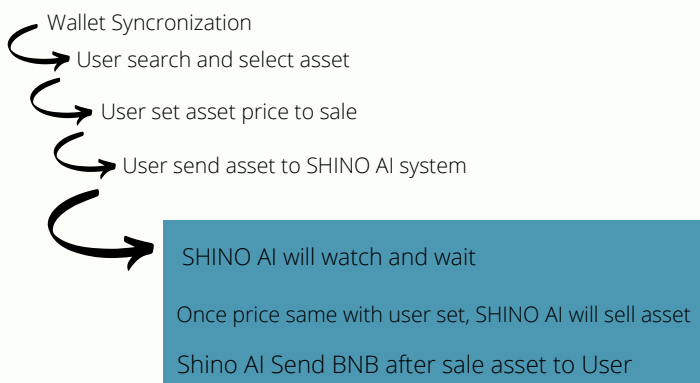 Wallet Syncronization
User search and select asset
User set asset price to sale
User send asset to SHINO AI system
SHINO AI will watch and wait
Once price same with user set, SHINO AI will sell asset
Shino AI Send BNB after sale asset to User